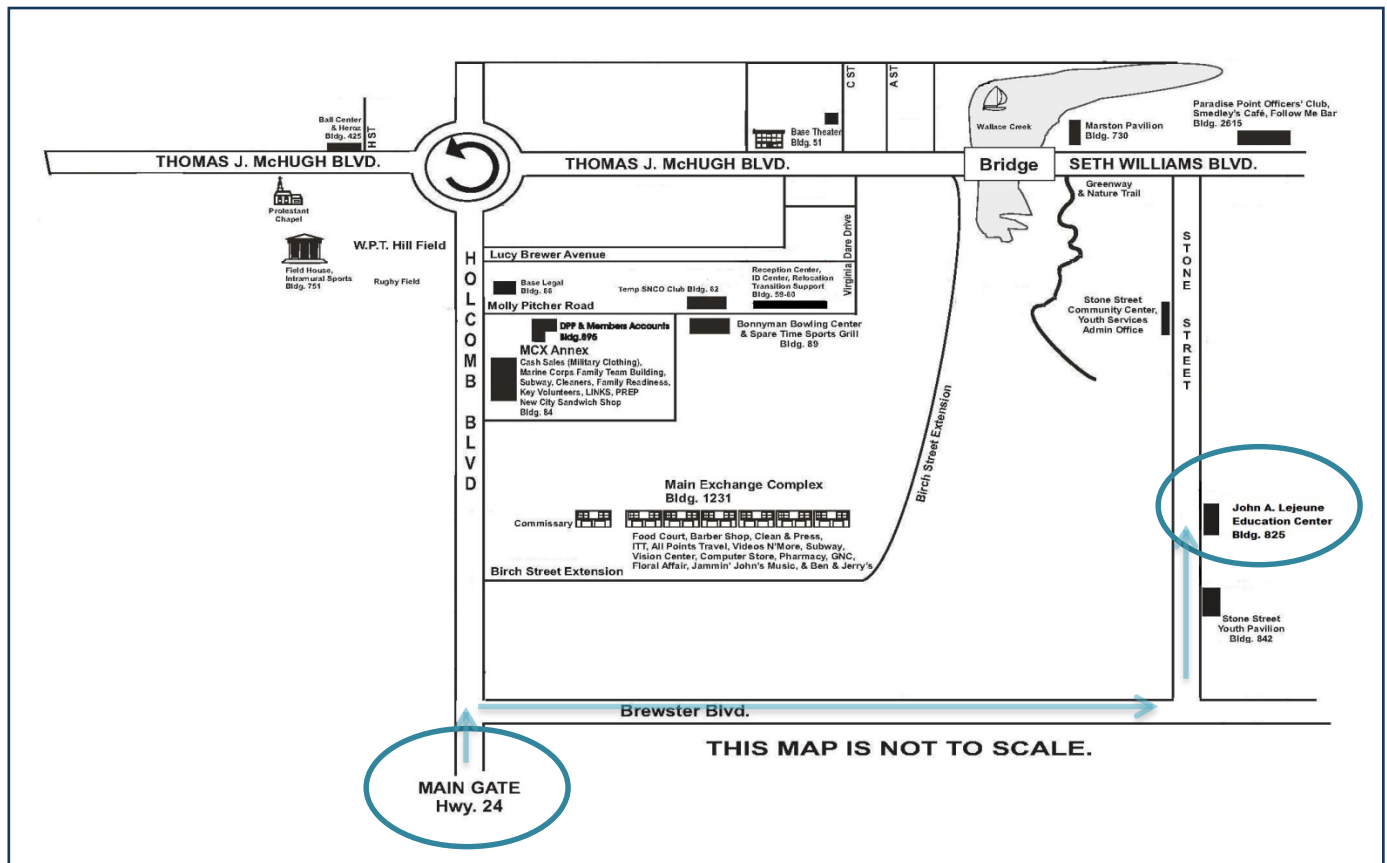 C ST
A ST
Ball Center
& Heroz
Bldg. 425
H ST
Base Theater
Bldg. 51
Wallace Creek
Marston Pavilion
Bldg. 730
Paradise Point Officers' Club,
Smedley's Café, Follow Me Bar
Bldg. 2615
THOMAS J. McHUGH BLVD.
THOMAS J. McHUGH BLVD.
Bridge
SETH WILLIAMS BLVD.
Greenway
& Nature Trail
Protestant
Chapel
W.P.T. Hill Field
Field House,
Intramural Sports
Bldg. 751
Rugby Field
HOLCOMB BLVD
Lucy Brewer Avenue
Virginia Dare Drive
Base Legal
Bldg. 66
Temp SNCO Club Bldg. 62
Reception Center,
ID Center, Relocation
Transition Support
Bldg. 59-60
Molly Pitcher Road
DPP & Members Accounts
Bldg.895
Bonnyman Bowling Center
& Spare Time Sports Grill
Bldg. 89
MCX Annex
Cash Sales (Military Clothing),
Marine Corps Family Team Building,
Subway, Cleaners, Family Readiness,
Key Volunteers, LINKS, PREP
New City Sandwich Shop
Bldg. 84
STONE STREET
Stone Street
Community Center,
Youth Services
Admin Office
Birch Street Extension
Main Exchange Complex
Bldg. 1231
Commissary
Food Court, Barber Shop, Clean & Press,
ITT, All Points Travel, Videos N'More, Subway,
Vision Center, Computer Store, Pharmacy, GNC,
Floral Affair, Jammin' John's Music, & Ben & Jerry's
Birch Street Extension
John A. Lejeune
Education Center
Bldg. 825
Stone Street
Youth Pavilion
Bldg. 842
Brewster Blvd.
THIS MAP IS NOT TO SCALE.
MAIN GATE
Hwy. 24